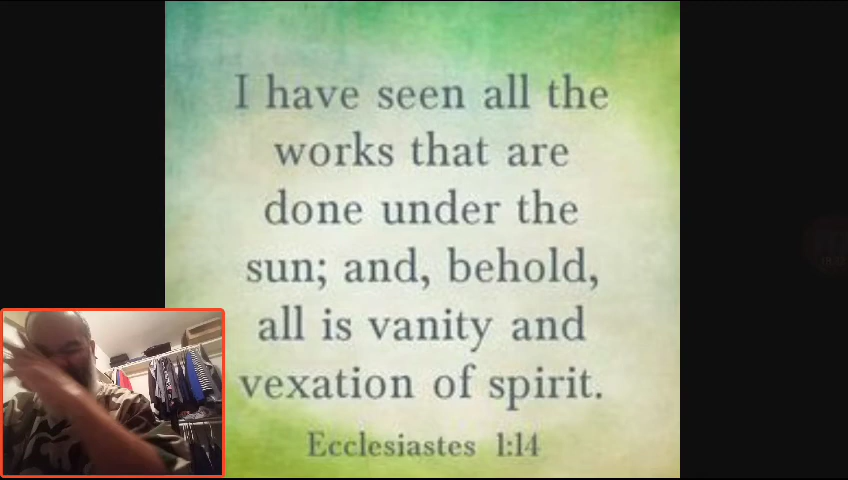 I have seen all the
works that are
done under the
sun; and, behold,
all is vanity and
vexation of spirit.
Ecclesiastes 1:14